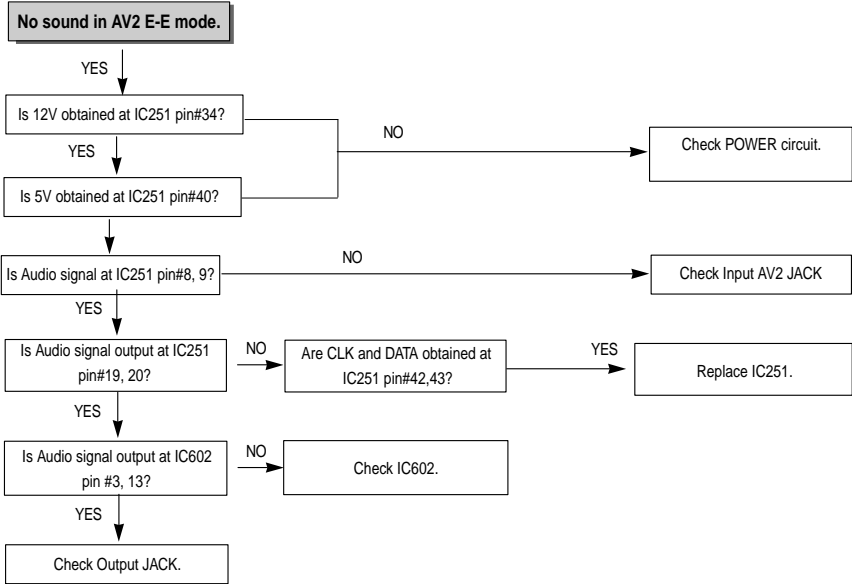 No sound in AV2 E-E mode.
YES
Is 12V obtained at IC251 pin#34?
NO
Check POWER circuit.
YES
Is 5V obtained at IC251 pin#40?
NO
Is Audio signal at IC251 pin#8, 9?
Check Input AV2 JACK
YES
Is Audio signal output at IC251
pin#19, 20?
NO
Are CLK and DATA obtained at
IC251 pin#42,43?
YES
Replace IC251.
YES
Is Audio signal output at IC602
pin #3, 13?
NO
Check IC602.
YES
Check Output JACK.